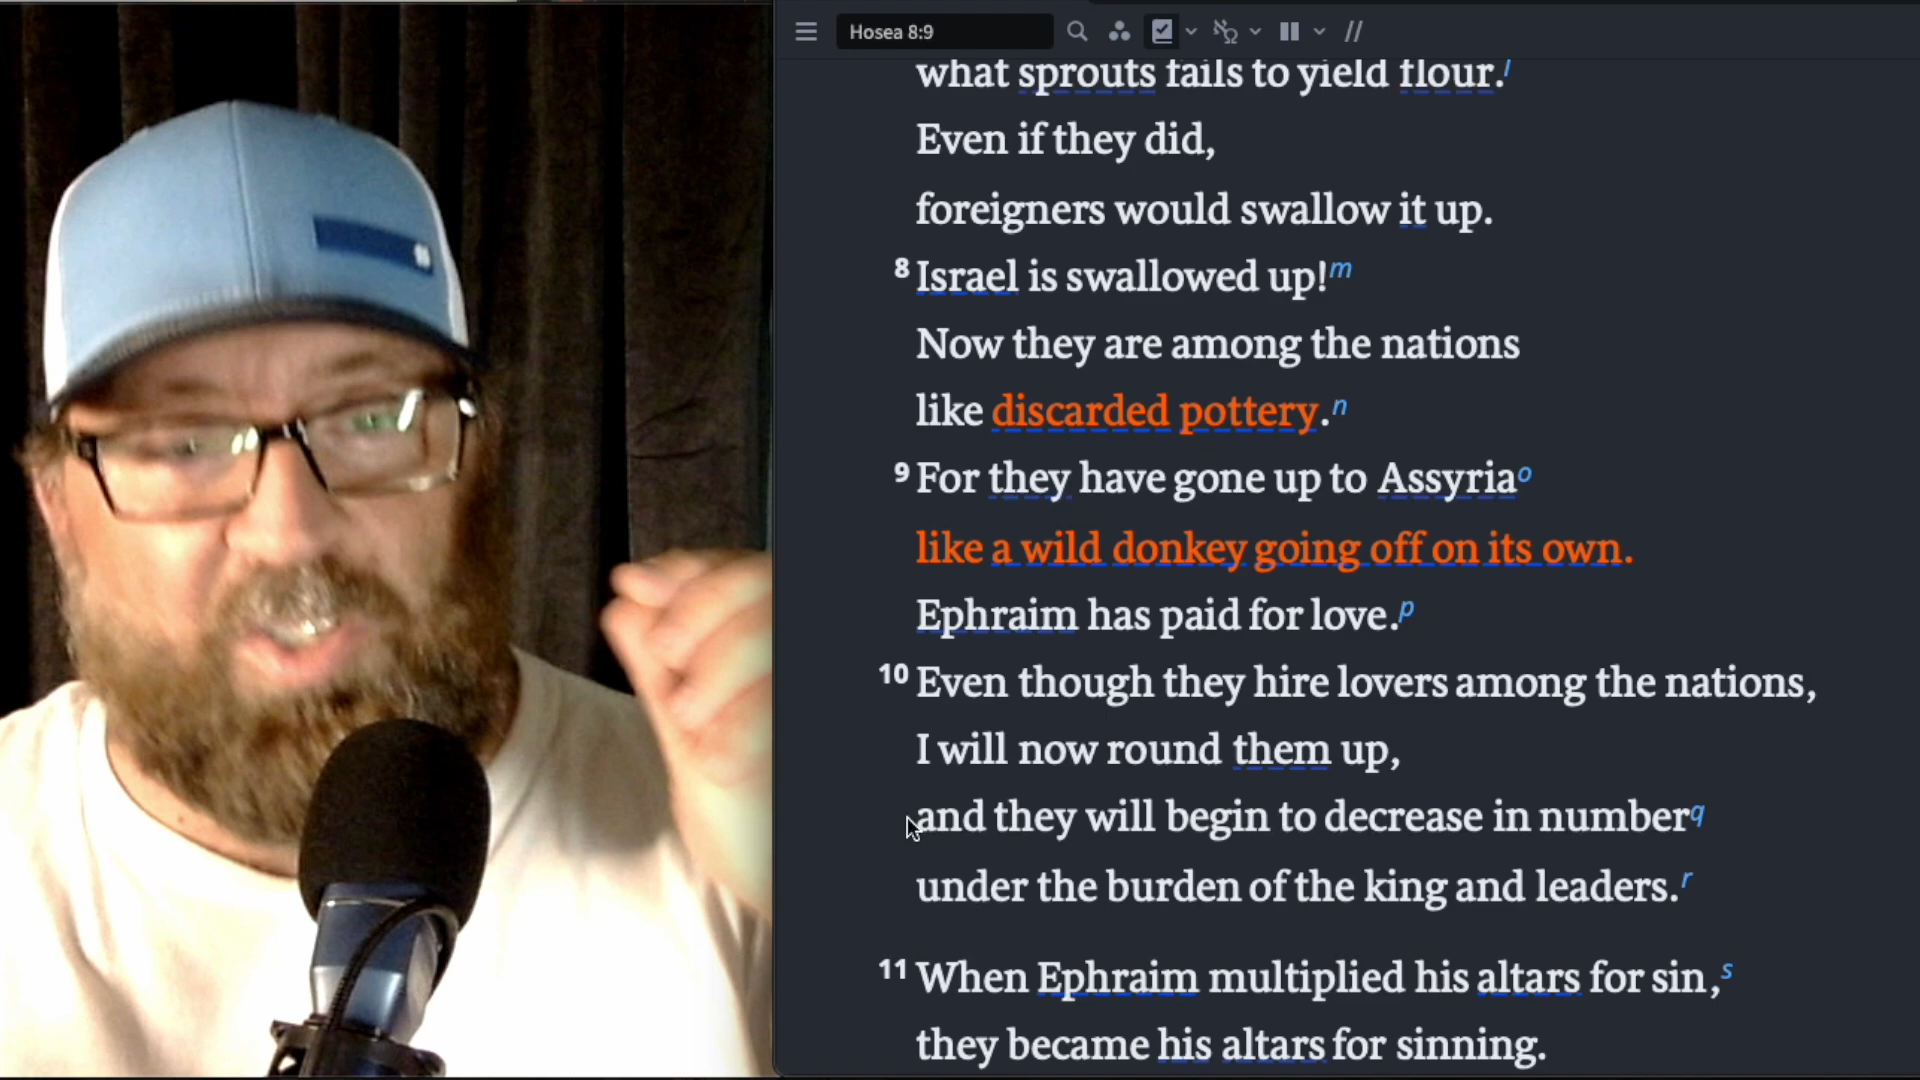 Hosea 8:9
//
what sprouts fails to yield flour.l
Even if they did,
foreigners would swallow it up.
8 Israel is swallowed up!m
Now they are among the nations
like discarded pottery.n
9 For they have gone up to Assyriao
like a wild donkey going off on its own.
Ephraim has paid for love.p
10 Even though they hire lovers among the nations,
I will now round them up,
and they will begin to decrease in numberq
under the burden of the king and leaders.r
11 When Ephraim multiplied his altars for sin,s
they became his altars for sinning.